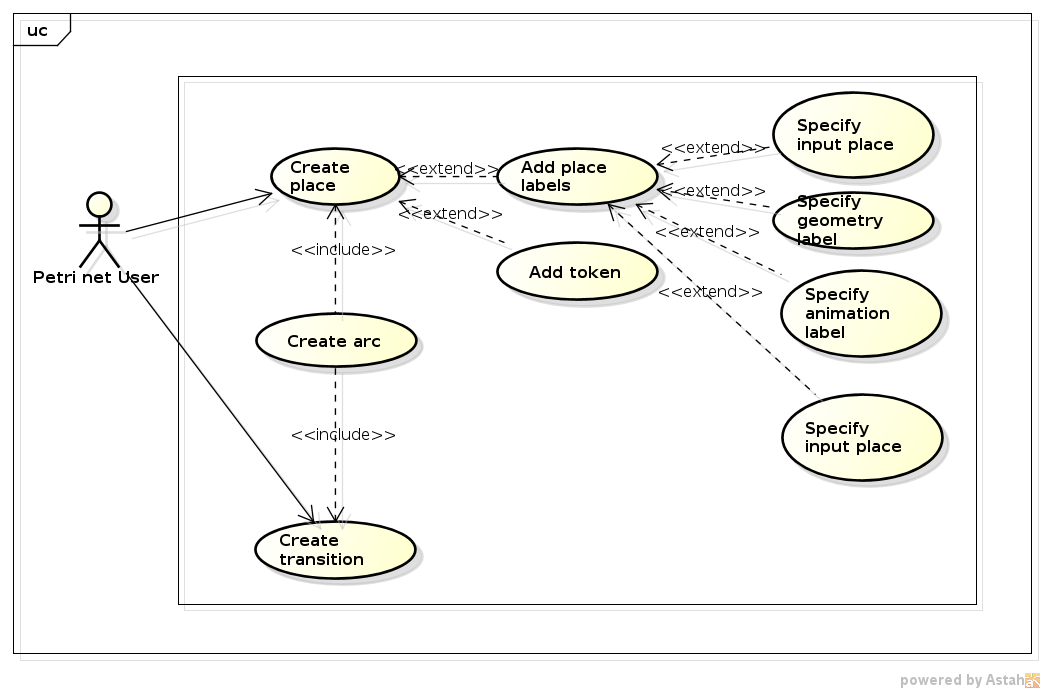 uc
Specify
input place
<<extend>>
Create
place
<<extend>>
Add place
labels
<<extend>>
Specify
geometry
label
<<extend>>
<<extend>>
Petri net User
<<include>>
Add token
<<extend>>
Specify
animation
label
Create arc
Specify
input place
<<include>>
Create
transition
powered by Astah